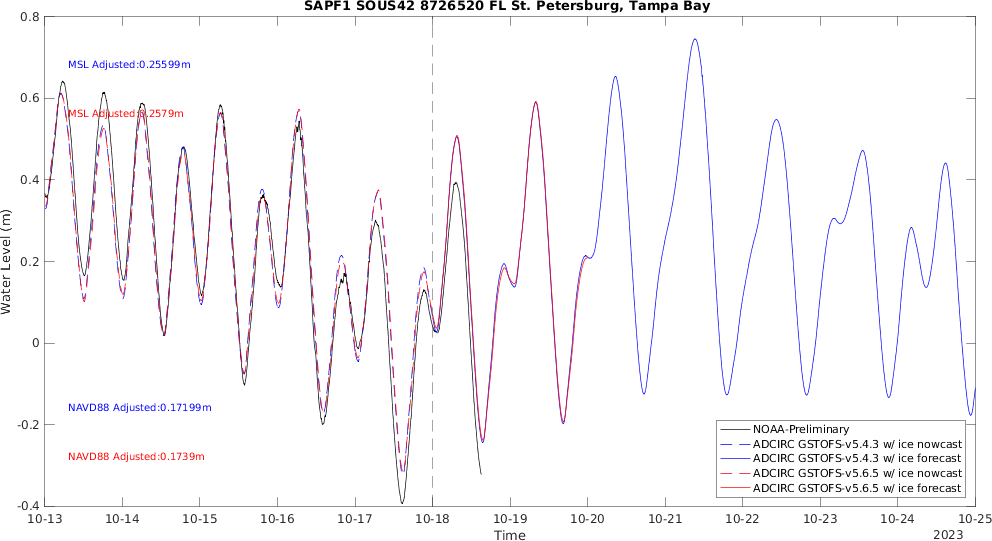 SAPF1 SOUS42 8726520 FL St. Petersburg, Tampa Bay
0.8
0.6
0.4
0.2
0
-0.2
-0.4
Water Level (m)
MSL Adjusted:0.25599m
MSL Adjusted:0.2579m
NAVD88 Adjusted:0.17199m
NAVD88 Adjusted:0.1739m
NOAA-Preliminary
ADCIRC GSTOFS-v5.4.3 w/ ice nowcast
ADCIRC GSTOFS-v5.4.3 w/ ice forecast
ADCIRC GSTOFS-v5.6.5 w/ ice nowcast
ADCIRC GSTOFS-v5.6.5 w/ ice forecast
10-13 10-14 10-15 10-16 10-17 10-18 10-19 10-20 10-21 10-22 10-23 10-24 10-25
Time
2023